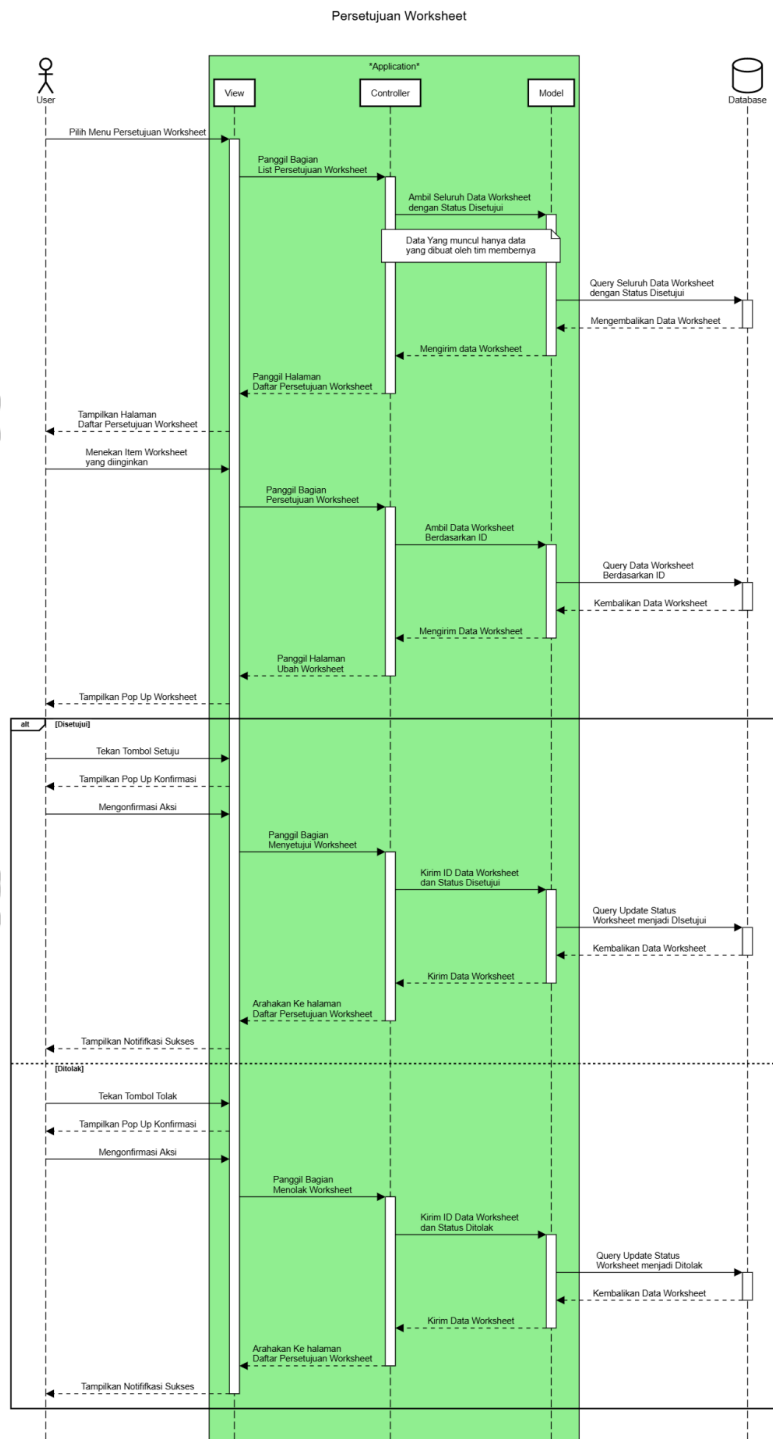 Persetujuan Worksheet
*Application*
User
View
Controller
Model
Database
Pilih Menu Persetujuan Worksheet
Panggil Bagian
List Persetujuan Worksheet
Ambil Seluruh Data Worksheet
dengan Status Disetujui
Data Yang muncul hanya data
yang dibuat oleh tim membernya
Query Seluruh Data Worksheet
dengan Status Disetujui
Mengembalikan Data Worksheet
Mengirim data Worksheet
Panggil Halaman
Daftar Persetujuan Worksheet
Tampilkan Halaman
Daftar Persetujuan Worksheet
Menekan Item Worksheet
yang diinginkan
Panggil Bagian
Persetujuan Worksheet
Ambil Data Worksheet
Berdasarkan ID
Query Data Worksheet
Berdasarkan ID
Kembalikan Data Worksheet
Mengirim Data Worksheet
Panggil Halaman
Ubah Worksheet
Tampilkan Pop Up Worksheet
alt
[Disetujui]
Tekan Tombol Setuju
Tampilkan Pop Up Konfirmasi
Mengonfirmasi Aksi
Panggil Bagian
Menyetujui Worksheet
Kirim ID Data Worksheet
dan Status Disetujui
Query Update Status
Worksheet menjadi DIsetujui
Kembalikan Data Worksheet
Kirim Data Worksheet
Arahakan Ke halaman
Daftar Persetujuan Worksheet
Tampilkan Notififkasi Sukses
[Ditolak]
Tekan Tombol Tolak
Tampilkan Pop Up Konfirmasi
Mengonfirmasi Aksi
Panggil Bagian
Menolak Worksheet
Kirim ID Data Worksheet
dan Status Ditolak
Query Update Status
Worksheet menjadi Ditolak
Kembalikan Data Worksheet
Kirim Data Worksheet
Arahakan Ke halaman
Daftar Persetujuan Worksheet
Tampilkan Notififkasi Sukses